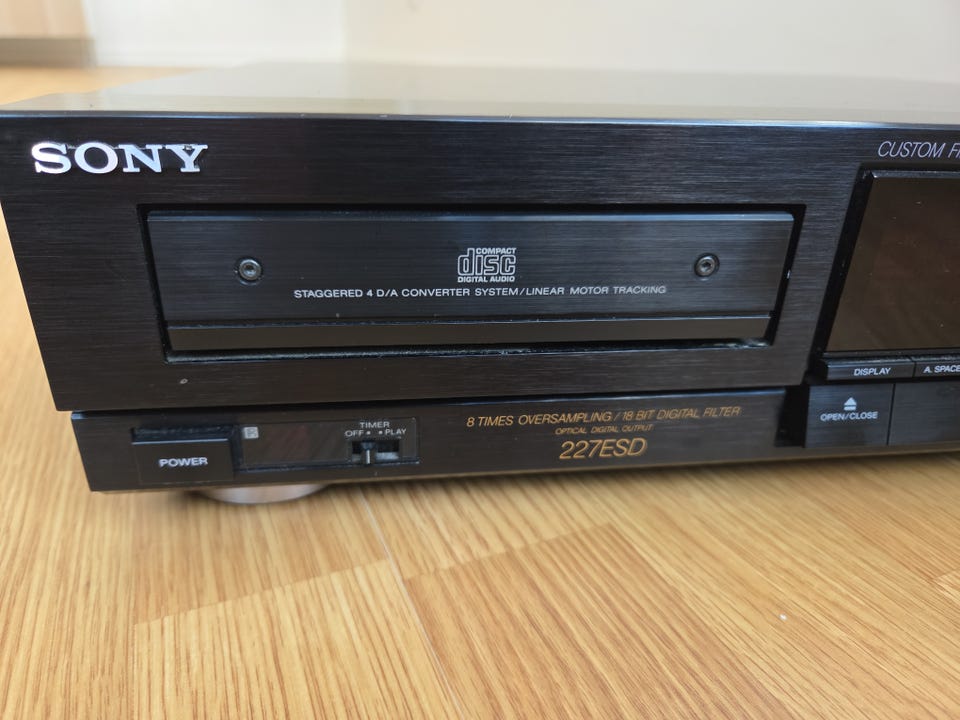 SONY
CUSTOM
COMPACT
disc
DIGITAL AUDIO
STAGGERED 4 D/A CONVERTER SYSTEM/LINEAR MOTOR TRACKING
DISPLAY
A. SPACE
OPEN/CLOSE
8 TIMES OVERSAMPLING/18 BIT DIGITAL FILTER
OPTICAL DIGITAL OUTPUT
227ESD
TIMER
OFF PLAY
POWER